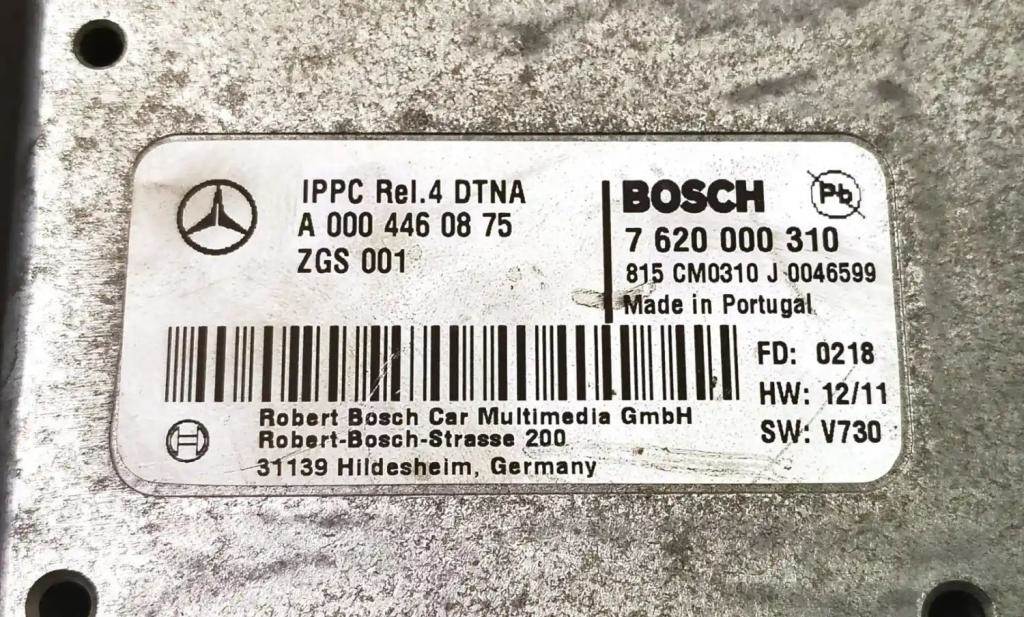 IPPC Rel.4 DTNA
A 000 446 08 75
ZGS 001
BOSCH
Pb
7 620 000 310
815 CM0310 J 0046599
Made in Portugal
FD: 0218
HW: 12/11
SW: V730
Robert Bosch Car Multimedia GmbH
Robert-Bosch-Strasse 200
31139 Hildesheim, Germany